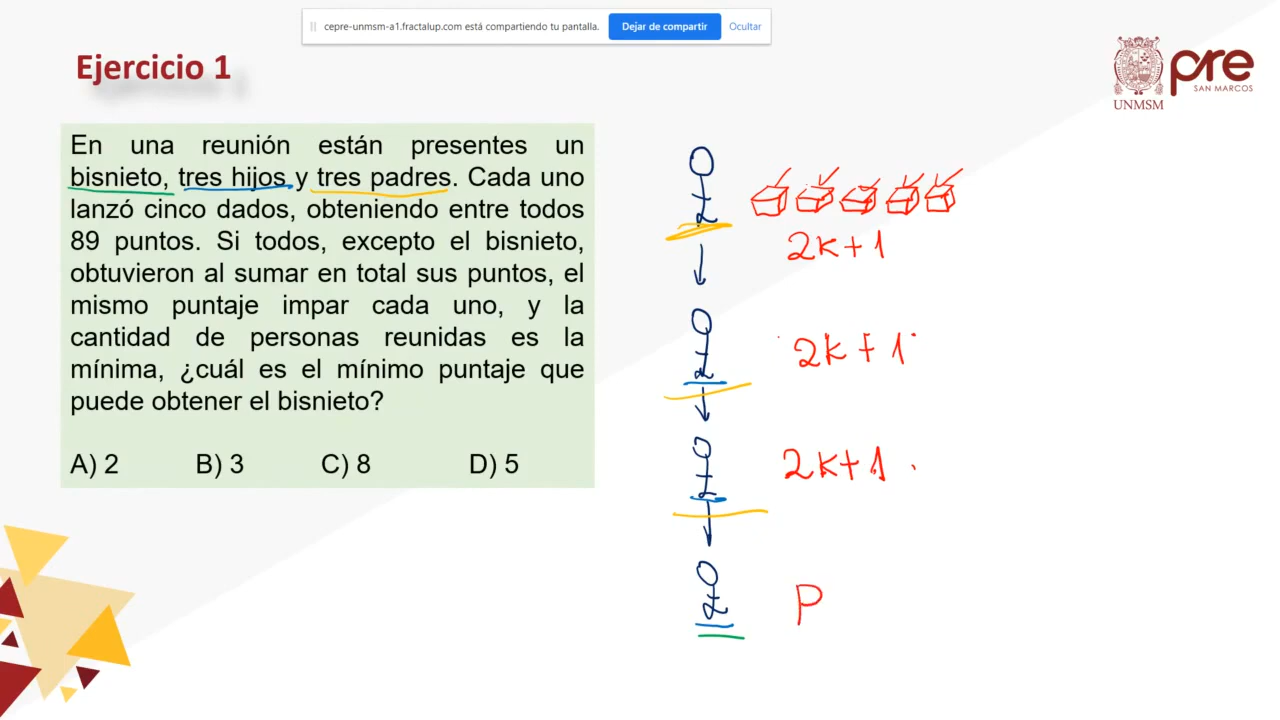 cepre-unmsm-a1.fractalup.com está compartiendo tu pantalla. Dejar de compartir Ocultar
Ejercicio 1
pre
SAN MARCOS
UNMSM
En una reunión están presentes un
bisnieto, tres hijos y tres padres. Cada uno
lanzó cinco dados, obteniendo entre todos
89 puntos. Si todos, excepto el bisnieto,
obtuvieron al sumar en total sus puntos, el
mismo puntaje impar cada uno, y la
cantidad de personas reunidas es la
mínima, ¿cuál es el mínimo puntaje que
puede obtener el bisnieto?
A) 2 B) 3 C) 8 D) 5
2k+1
2k+1
2k+1
P